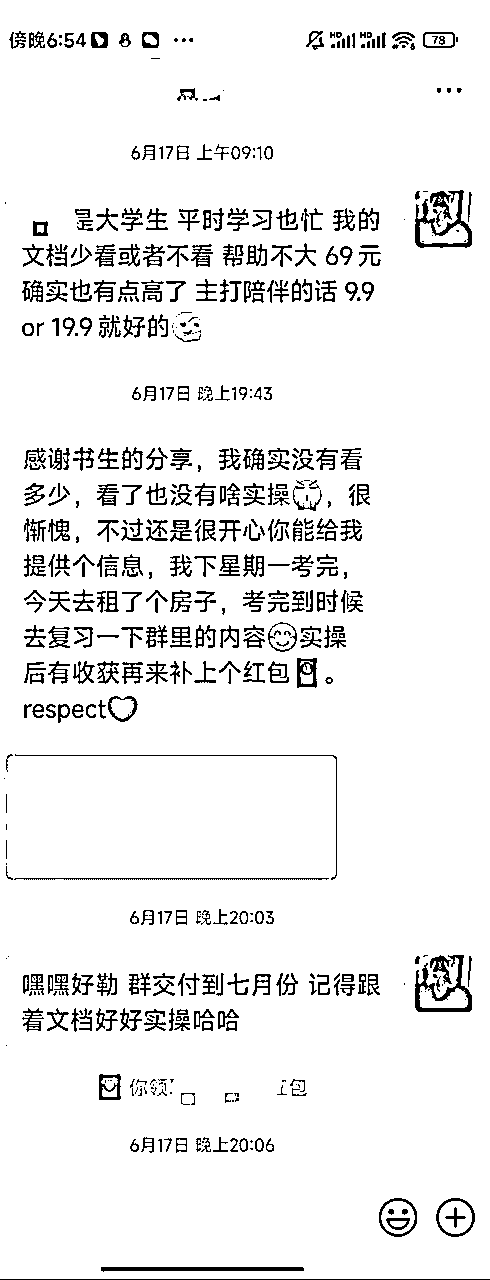 傍晚6:54
78
6月17日 上午09:10
是大学生 平时学习也忙 我的
文档少看或者不看 帮助不大 69元
确实也有点高了 主打陪伴的话 9.9
or 19.9 就好的
6月17日 晚上19:43
感谢书生的分享，我确实没有看
多少，看了也没有啥实操，很
惭愧，不过还是很开心你能给我
提供个信息，我下星期一考完，
今天去租了个房子，考完到时候
去复习一下群里的内容😊实操
后有收获再来补上个红包。
respect
6月17日 晚上20:03
嘿嘿好勒 群交付到七月份 记得跟
着文档好好实操哈哈
你领 包
6月17日 晚上20:06